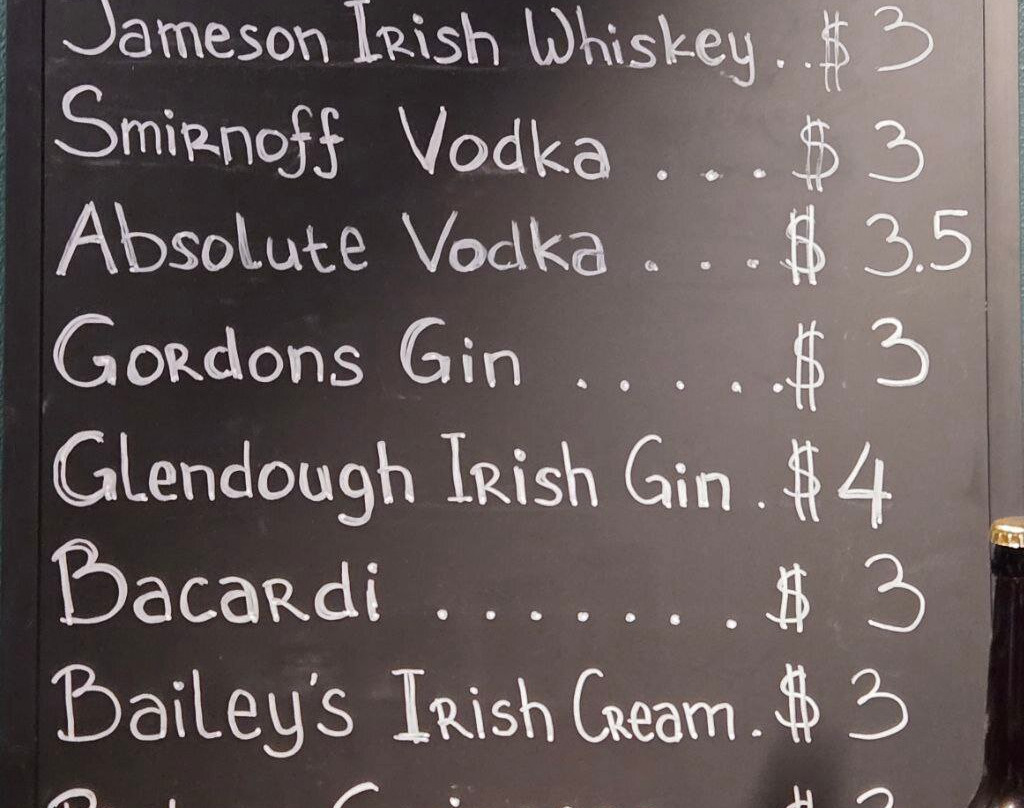 Jameson Irish Whiskey..$ 3
Smirnoff Vodka ...$ 3
Absolute Vodka ...$ 3.5
Gordons Gin .....$ 3
Glendough Irish Gin.$4
Bacardi .......$ 3
Bailey's Irish Cream.$ 3